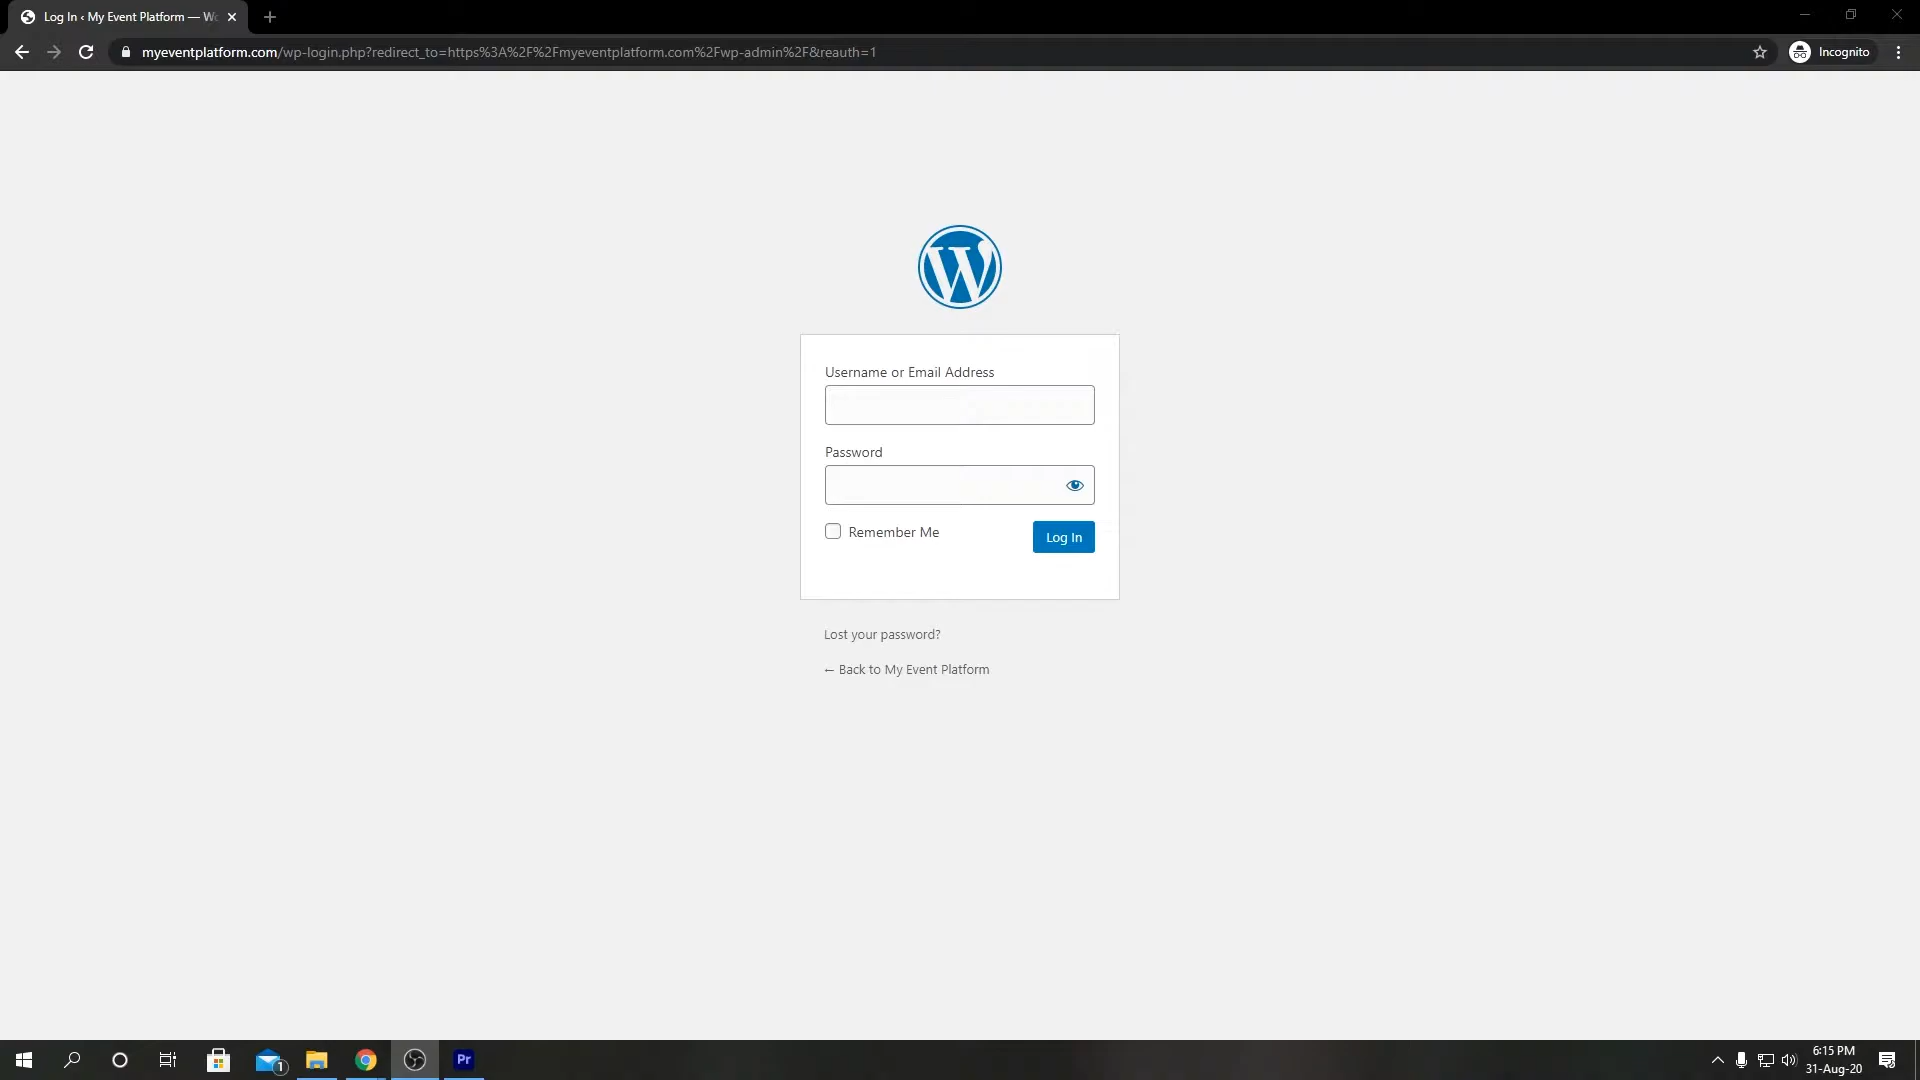 Log In ‹ My Event Platform — Wo
myeventplatform.com/wp-login.php?redirect_to=https%3A%2F%2Fmyeventplatform.com%2Fwp-admin%2F&reauth=1
Incognito
W
Username or Email Address
Password
Remember Me
Log In
Lost your password?
← Back to My Event Platform
1
Pr
6:15 PM
31-Aug-20